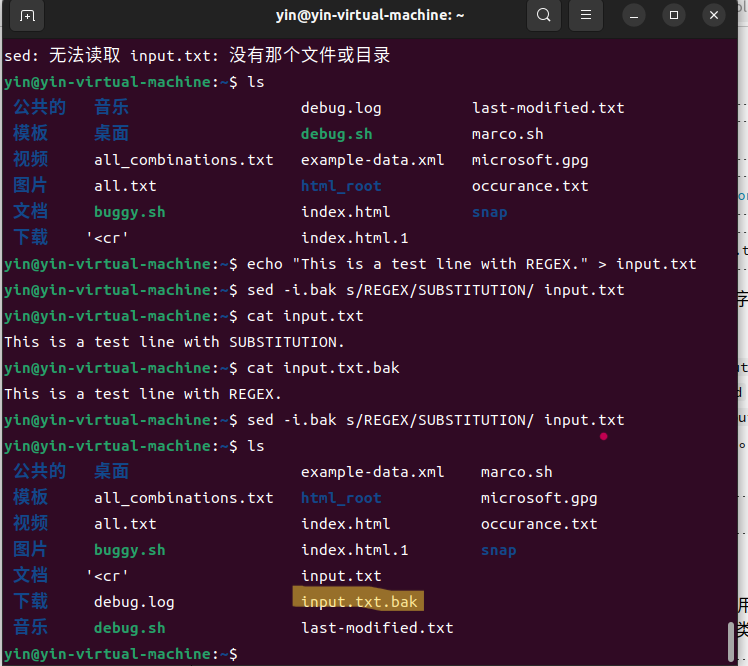 yin@yin-virtual-machine: ~
sed: 无法读取 input.txt: 没有那个文件或目录
yin@yin-virtual-machine:~$ ls
公共的 音乐 debug.log last-modified.txt
模板 桌面 debug.sh marco.sh
视频 all_combinations.txt example-data.xml microsoft.gpg
图片 all.txt html_root occurance.txt
文档 buggy.sh index.html snap
下载 '<cr' index.html.1
yin@yin-virtual-machine:~$ echo "This is a test line with REGEX." > input.txt
yin@yin-virtual-machine:~$ sed -i.bak s/REGEX/SUBSTITUTION/ input.txt
yin@yin-virtual-machine:~$ cat input.txt
This is a test line with SUBSTITUTION.
yin@yin-virtual-machine:~$ cat input.txt.bak
This is a test line with REGEX.
yin@yin-virtual-machine:~$ sed -i.bak s/REGEX/SUBSTITUTION/ input.txt
yin@yin-virtual-machine:~$ ls
公共的 桌面 example-data.xml marco.sh
模板 all_combinations.txt html_root microsoft.gpg
视频 all.txt index.html occurance.txt
图片 buggy.sh index.html.1 snap
文档 '<cr' input.txt
下载 debug.log input.txt.bak
音乐 debug.sh last-modified.txt
yin@yin-virtual-machine:~$